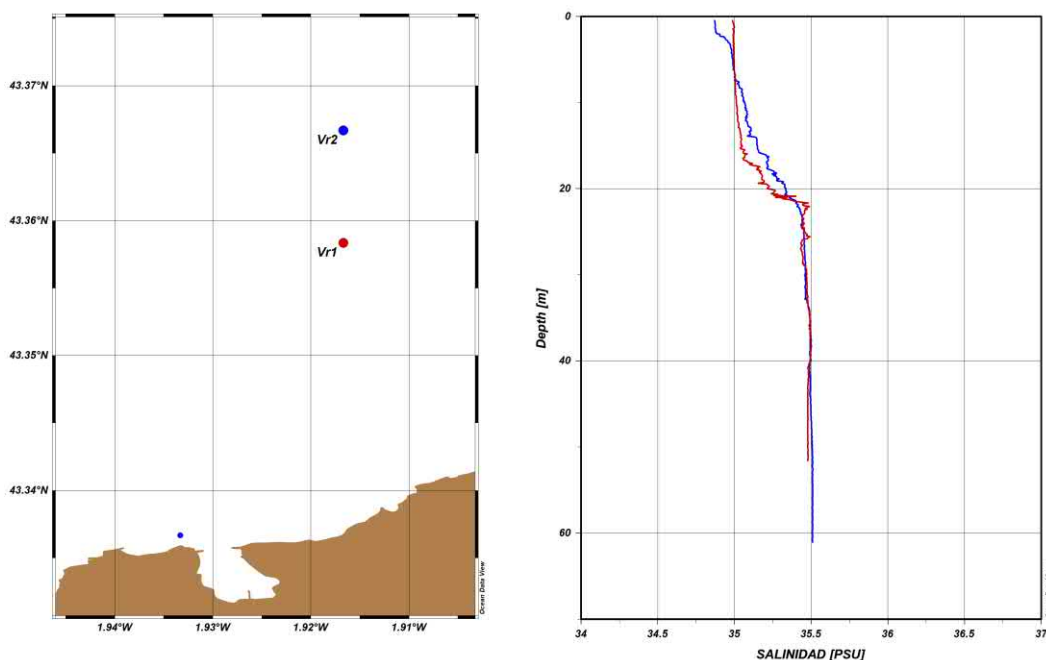 43.37°N
43.36°N
43.35°N
43.34°N
Vr2
Vr1
Ocean Data View
1.94°W 1.93°W 1.92°W 1.91°W
Depth [m]
0
20
40
60
34 34.5 35 35.5 36 36.5 37
SALINIDAD [PSU]